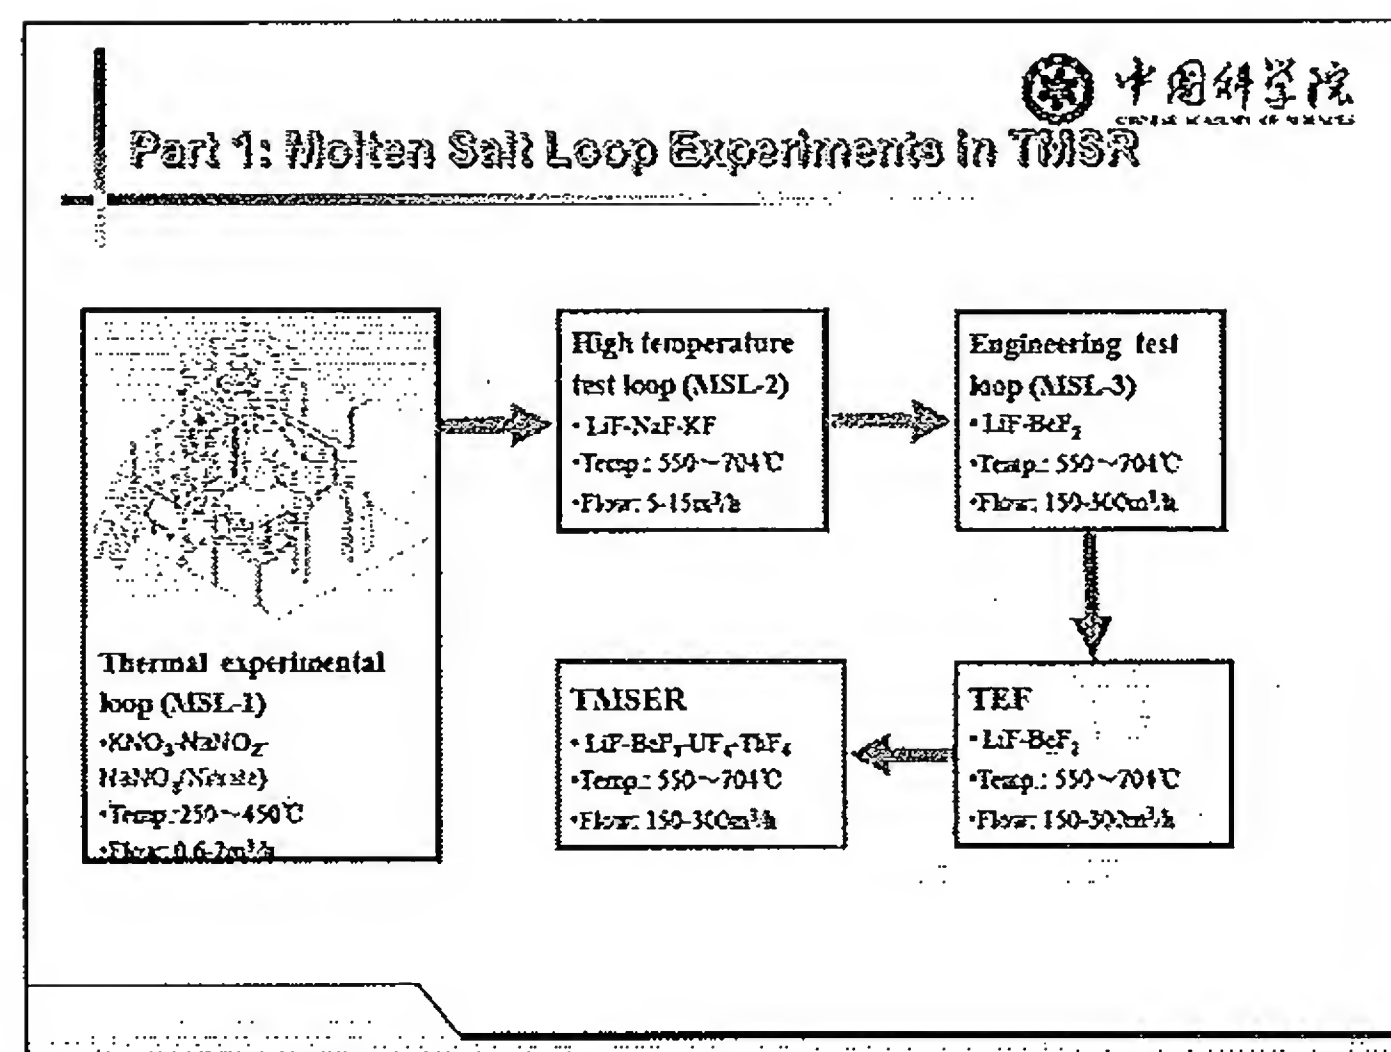 中国科学院
CHINESE ACADEMY OF SCIENCES
Part 1: Molten Salt Loop Experiments in TMSR
Thermal experimental
loop (MSL-1)
•KNO₃-NaNO₂-
NaNO₃(Nitrate)
•Temp.:250～450℃
•Flow: 0.6-2m³/h
High temperature
test loop (MSL-2)
• LiF-NaF-KF
•Temp.: 550～704℃
•Flow: 5-15m³/h
Engineering test
loop (MSL-3)
• LiF-BeF₂
•Temp.: 550～704℃
•Flow: 150-300m³/h
TEF
• LiF-BeF₂
•Temp.: 550～704℃
•Flow: 150-300m³/h
TMSER
• LiF-BeF₂-UF₄-ThF₄
•Temp.: 550～704℃
•Flow: 150-300m³/h